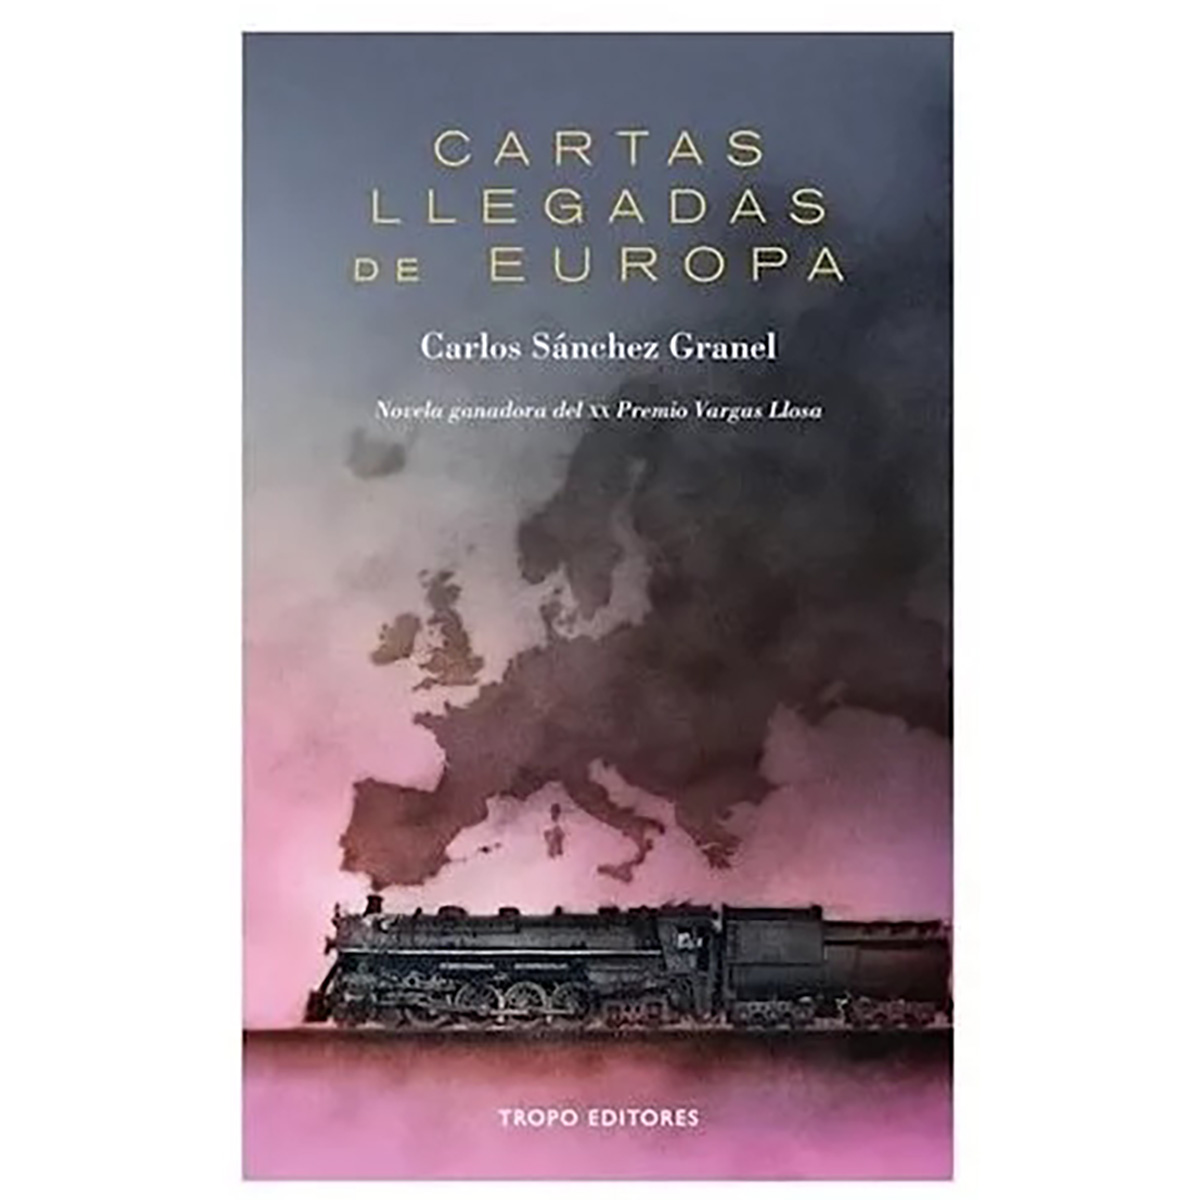 CARTAS
LLEGADAS
DE EUROPA
Carlos Sánchez Granel
Novela ganadora del XX Premio Vargas Llosa
TROPO EDITORES